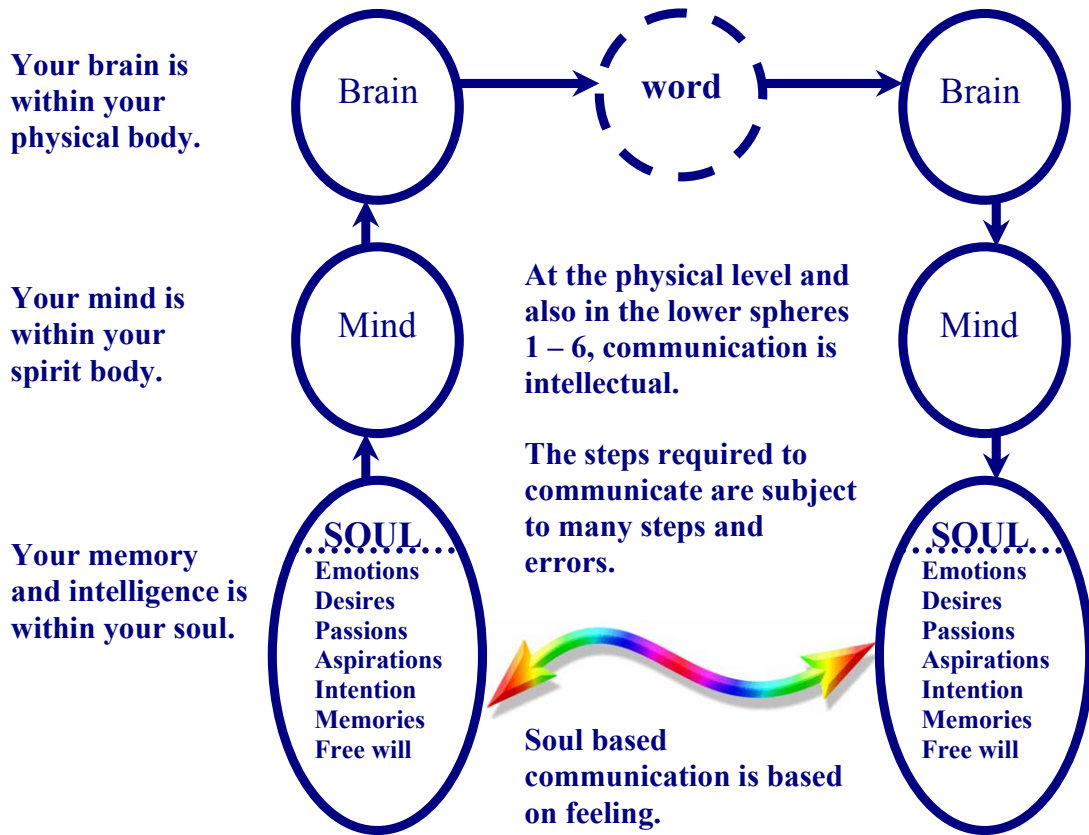 Your brain is
within your
physical body.
Brain
word
Brain
Your mind is
within your
spirit body.
Mind
At the physical level and
also in the lower spheres
1 – 6, communication is
intellectual.
Mind
The steps required to
communicate are subject
to many steps and
errors.
Your memory
and intelligence is
within your soul.
SOUL
Emotions
Desires
Passions
Aspirations
Intention
Memories
Free will
SOUL
Emotions
Desires
Passions
Aspirations
Intention
Memories
Free will
Soul based
communication is based
on feeling.